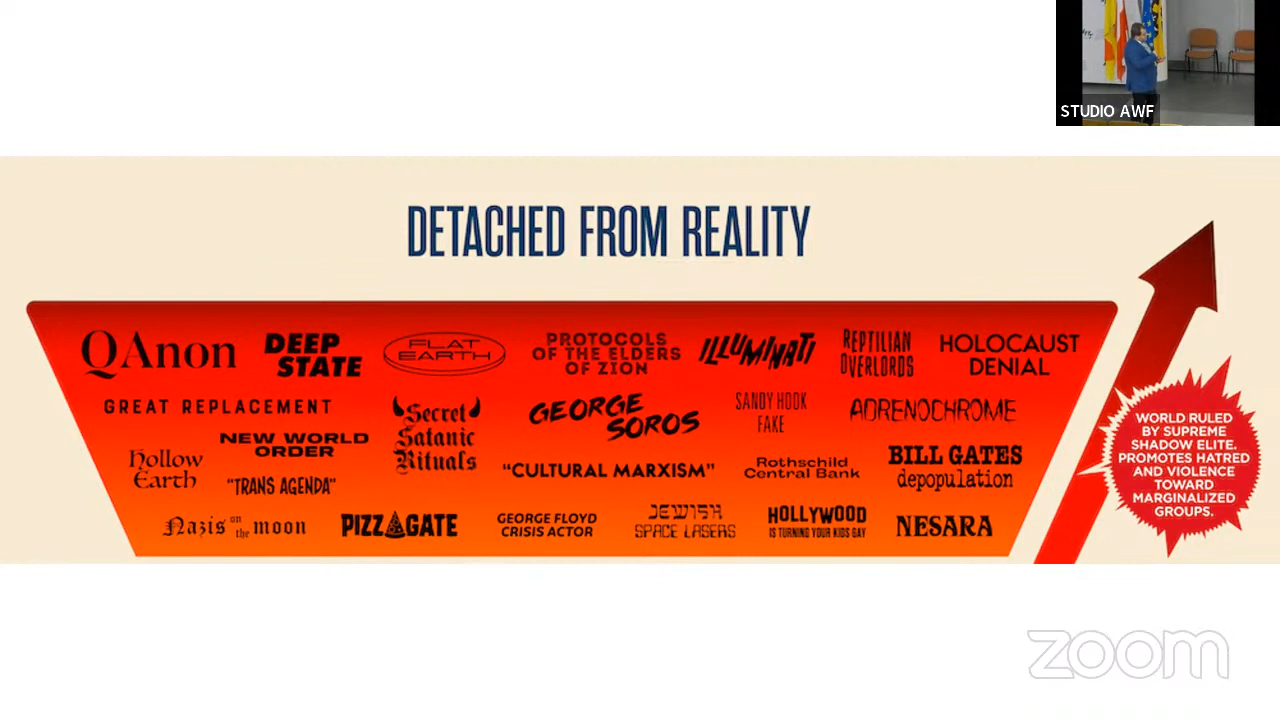 STUDIO AWF
DETACHED FROM REALITY
QAnon
DEEP
STATE
FLAT
EARTH
PROTOCOLS
OF THE ELDERS
OF ZION
ILLUMINATI
REPTILIAN
OVERLORDS
HOLOCAUST
DENIAL
GREAT REPLACEMENT
Secret
Satanic
Rituals
GEORGE
SOROS
SANDY HOOK
FAKE
ADRENOCHROME
Hollow
Earth
NEW WORLD
ORDER
"TRANS AGENDA"
"CULTURAL MARXISM"
Rothschild
Central Bank
BILL GATES
depopulation
Nazis on the moon
PIZZAGATE
GEORGE FLOYD
CRISIS ACTOR
JEWISH
SPACE LASERS
HOLLYWOOD
IS TURNING YOUR KIDS GAY
NESARA
WORLD RULED
BY SUPREME
SHADOW ELITE.
PROMOTES HATRED
AND VIOLENCE
TOWARD
MARGINALIZED
GROUPS.
zoom